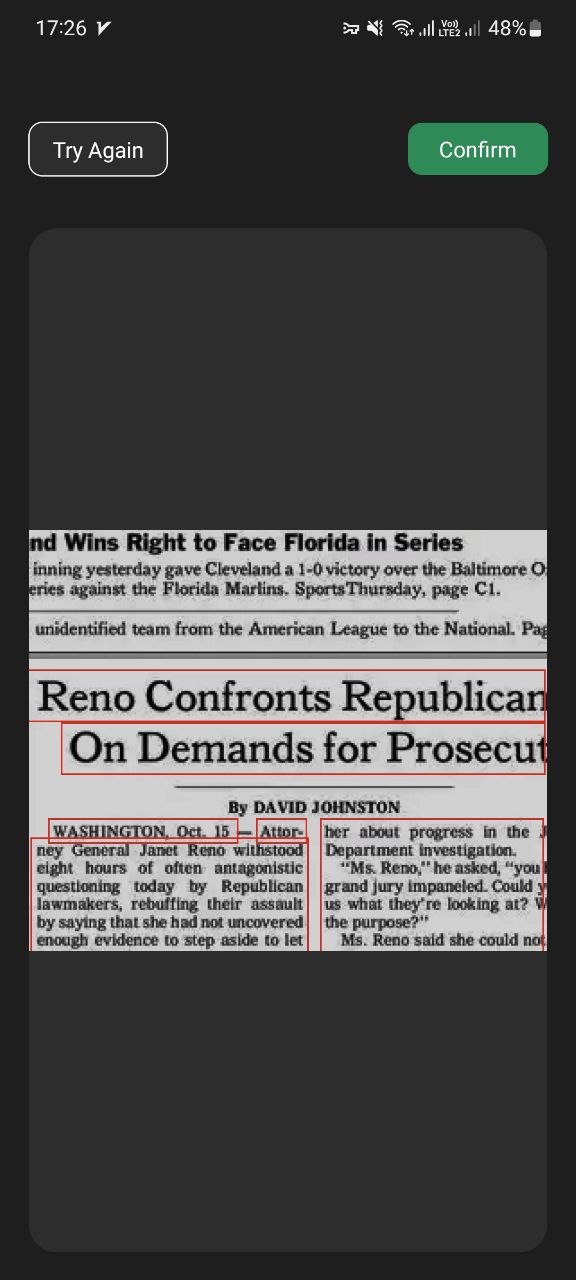 17:26
Vo))
LTE2
48%
Try Again
Confirm
nd Wins Right to Face Florida in Series
inning yesterday gave Cleveland a 1-0 victory over the Baltimore O
eries against the Florida Marlins. SportsThursday, page C1.
unidentified team from the American League to the National. Pag
Reno Confronts Republican
On Demands for Prosecut
By DAVID JOHNSTON
WASHINGTON, Oct. 15 — Attor-
ney General Janet Reno withstood
eight hours of often antagonistic
questioning today by Republican
lawmakers, rebuffing their assault
by saying that she had not uncovered
enough evidence to step aside to let
her about progress in the J
Department investigation.
“Ms. Reno,” he asked, “you
grand jury impaneled. Could y
us what they’re looking at? W
the purpose?”
Ms. Reno said she could not